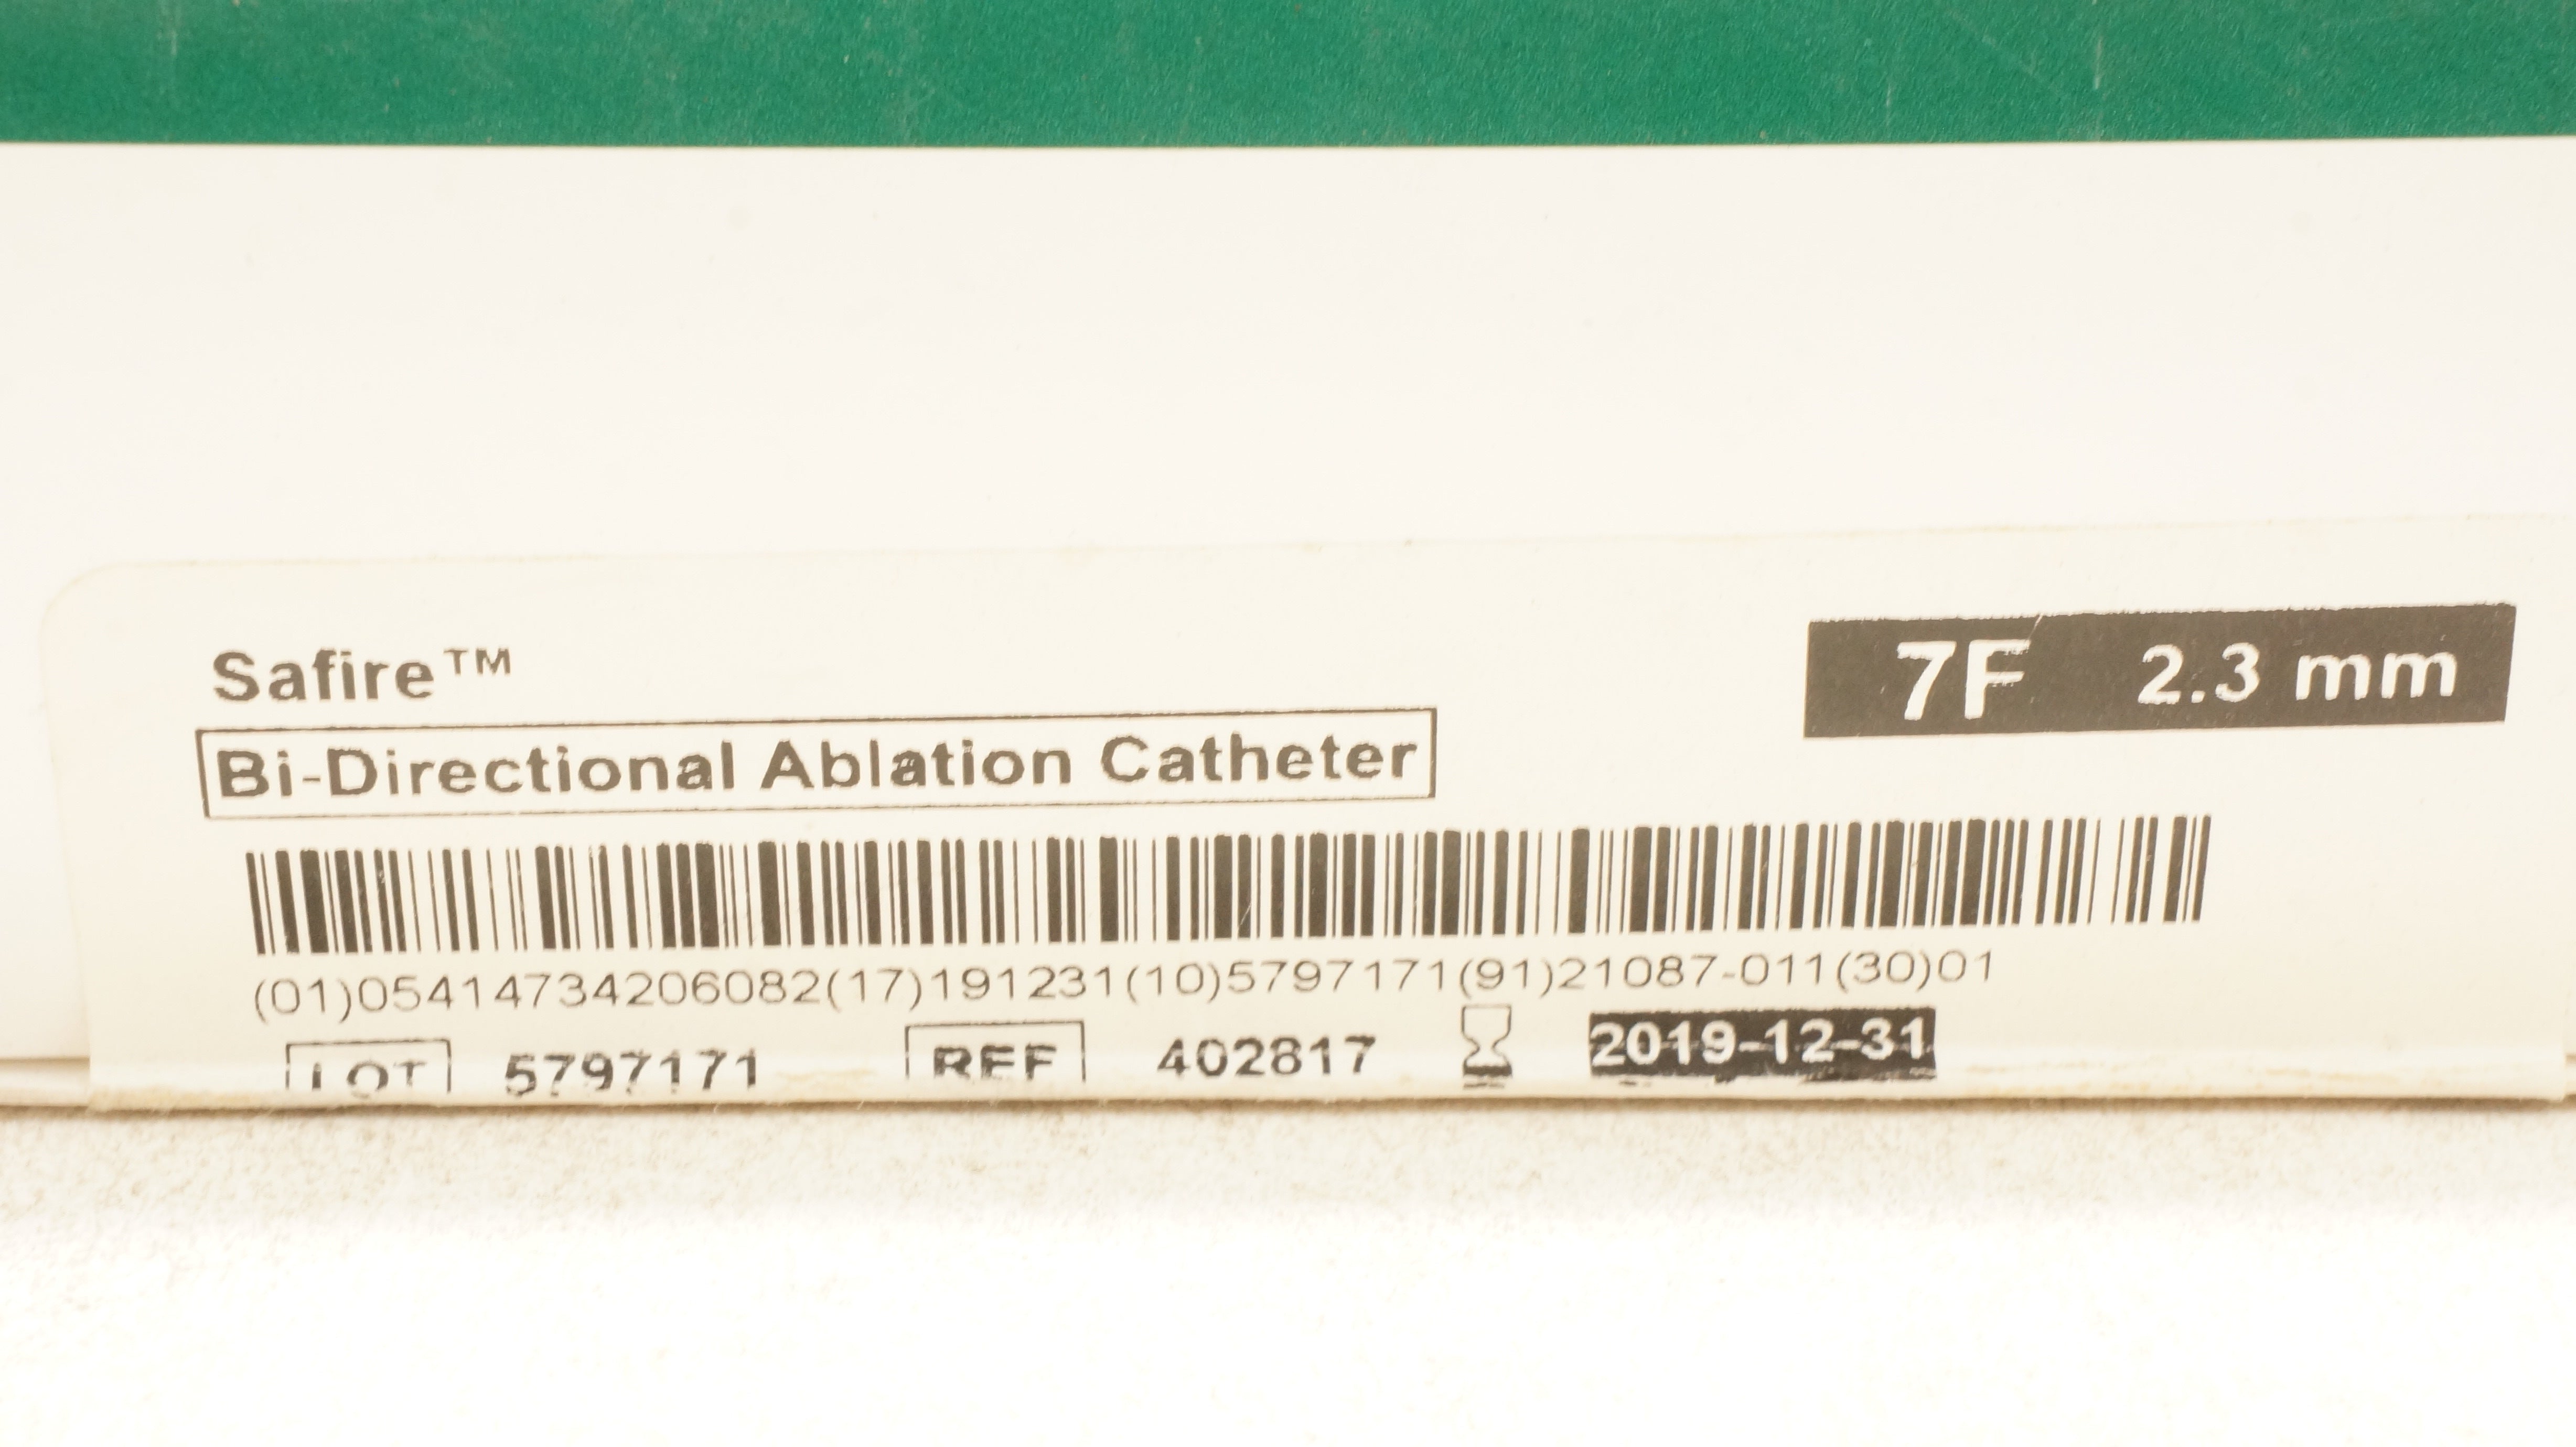 Safire™
7F 2.3 mm
Bi-Directional Ablation Catheter
(01)05414734206082(17)191231(10)5797171(91)21087-011(30)01
LOT 5797171 REF 402817 2019-12-31